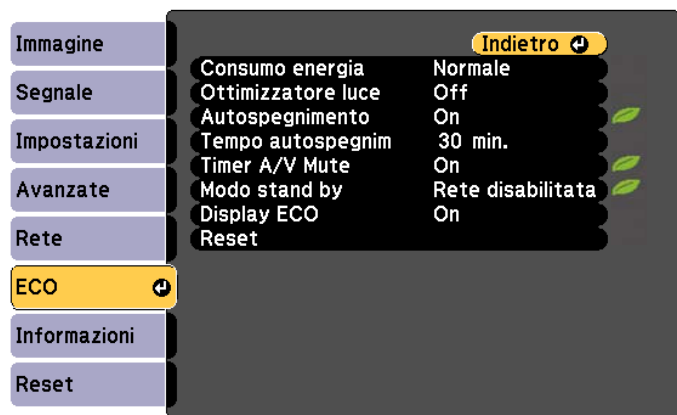 Immagine
Segnale
Impostazioni
Avanzate
Rete
ECO
Informazioni
Reset
Indietro
Consumo energia Normale
Ottimizzatore luce Off
Autospegnimento On
Tempo autospegnim 30 min.
Timer A/V Mute On
Modo stand by Rete disabilitata
Display ECO On
Reset